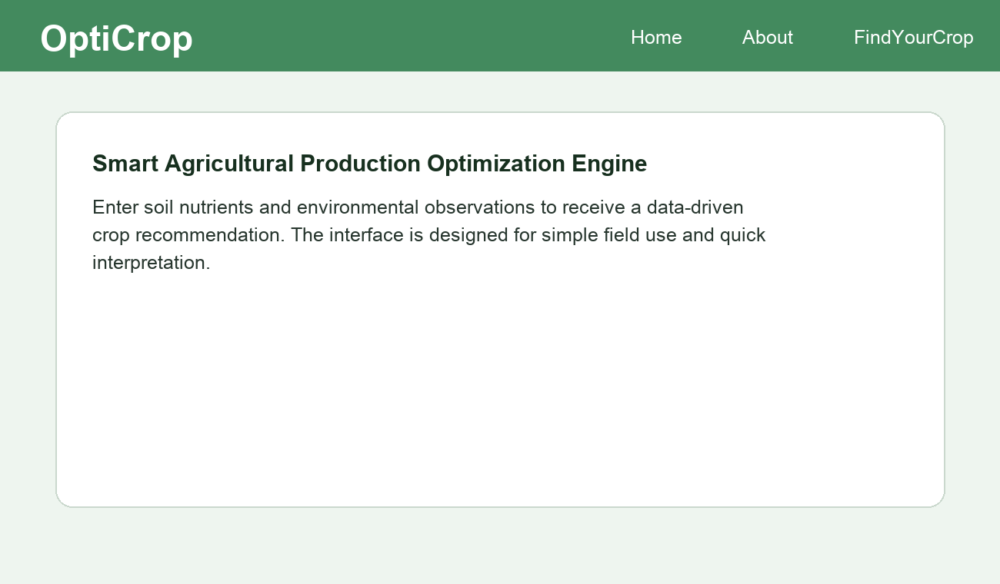 OptiCrop
Home About FindYourCrop
Smart Agricultural Production Optimization Engine
Enter soil nutrients and environmental observations to receive a data-driven
crop recommendation. The interface is designed for simple field use and quick
interpretation.